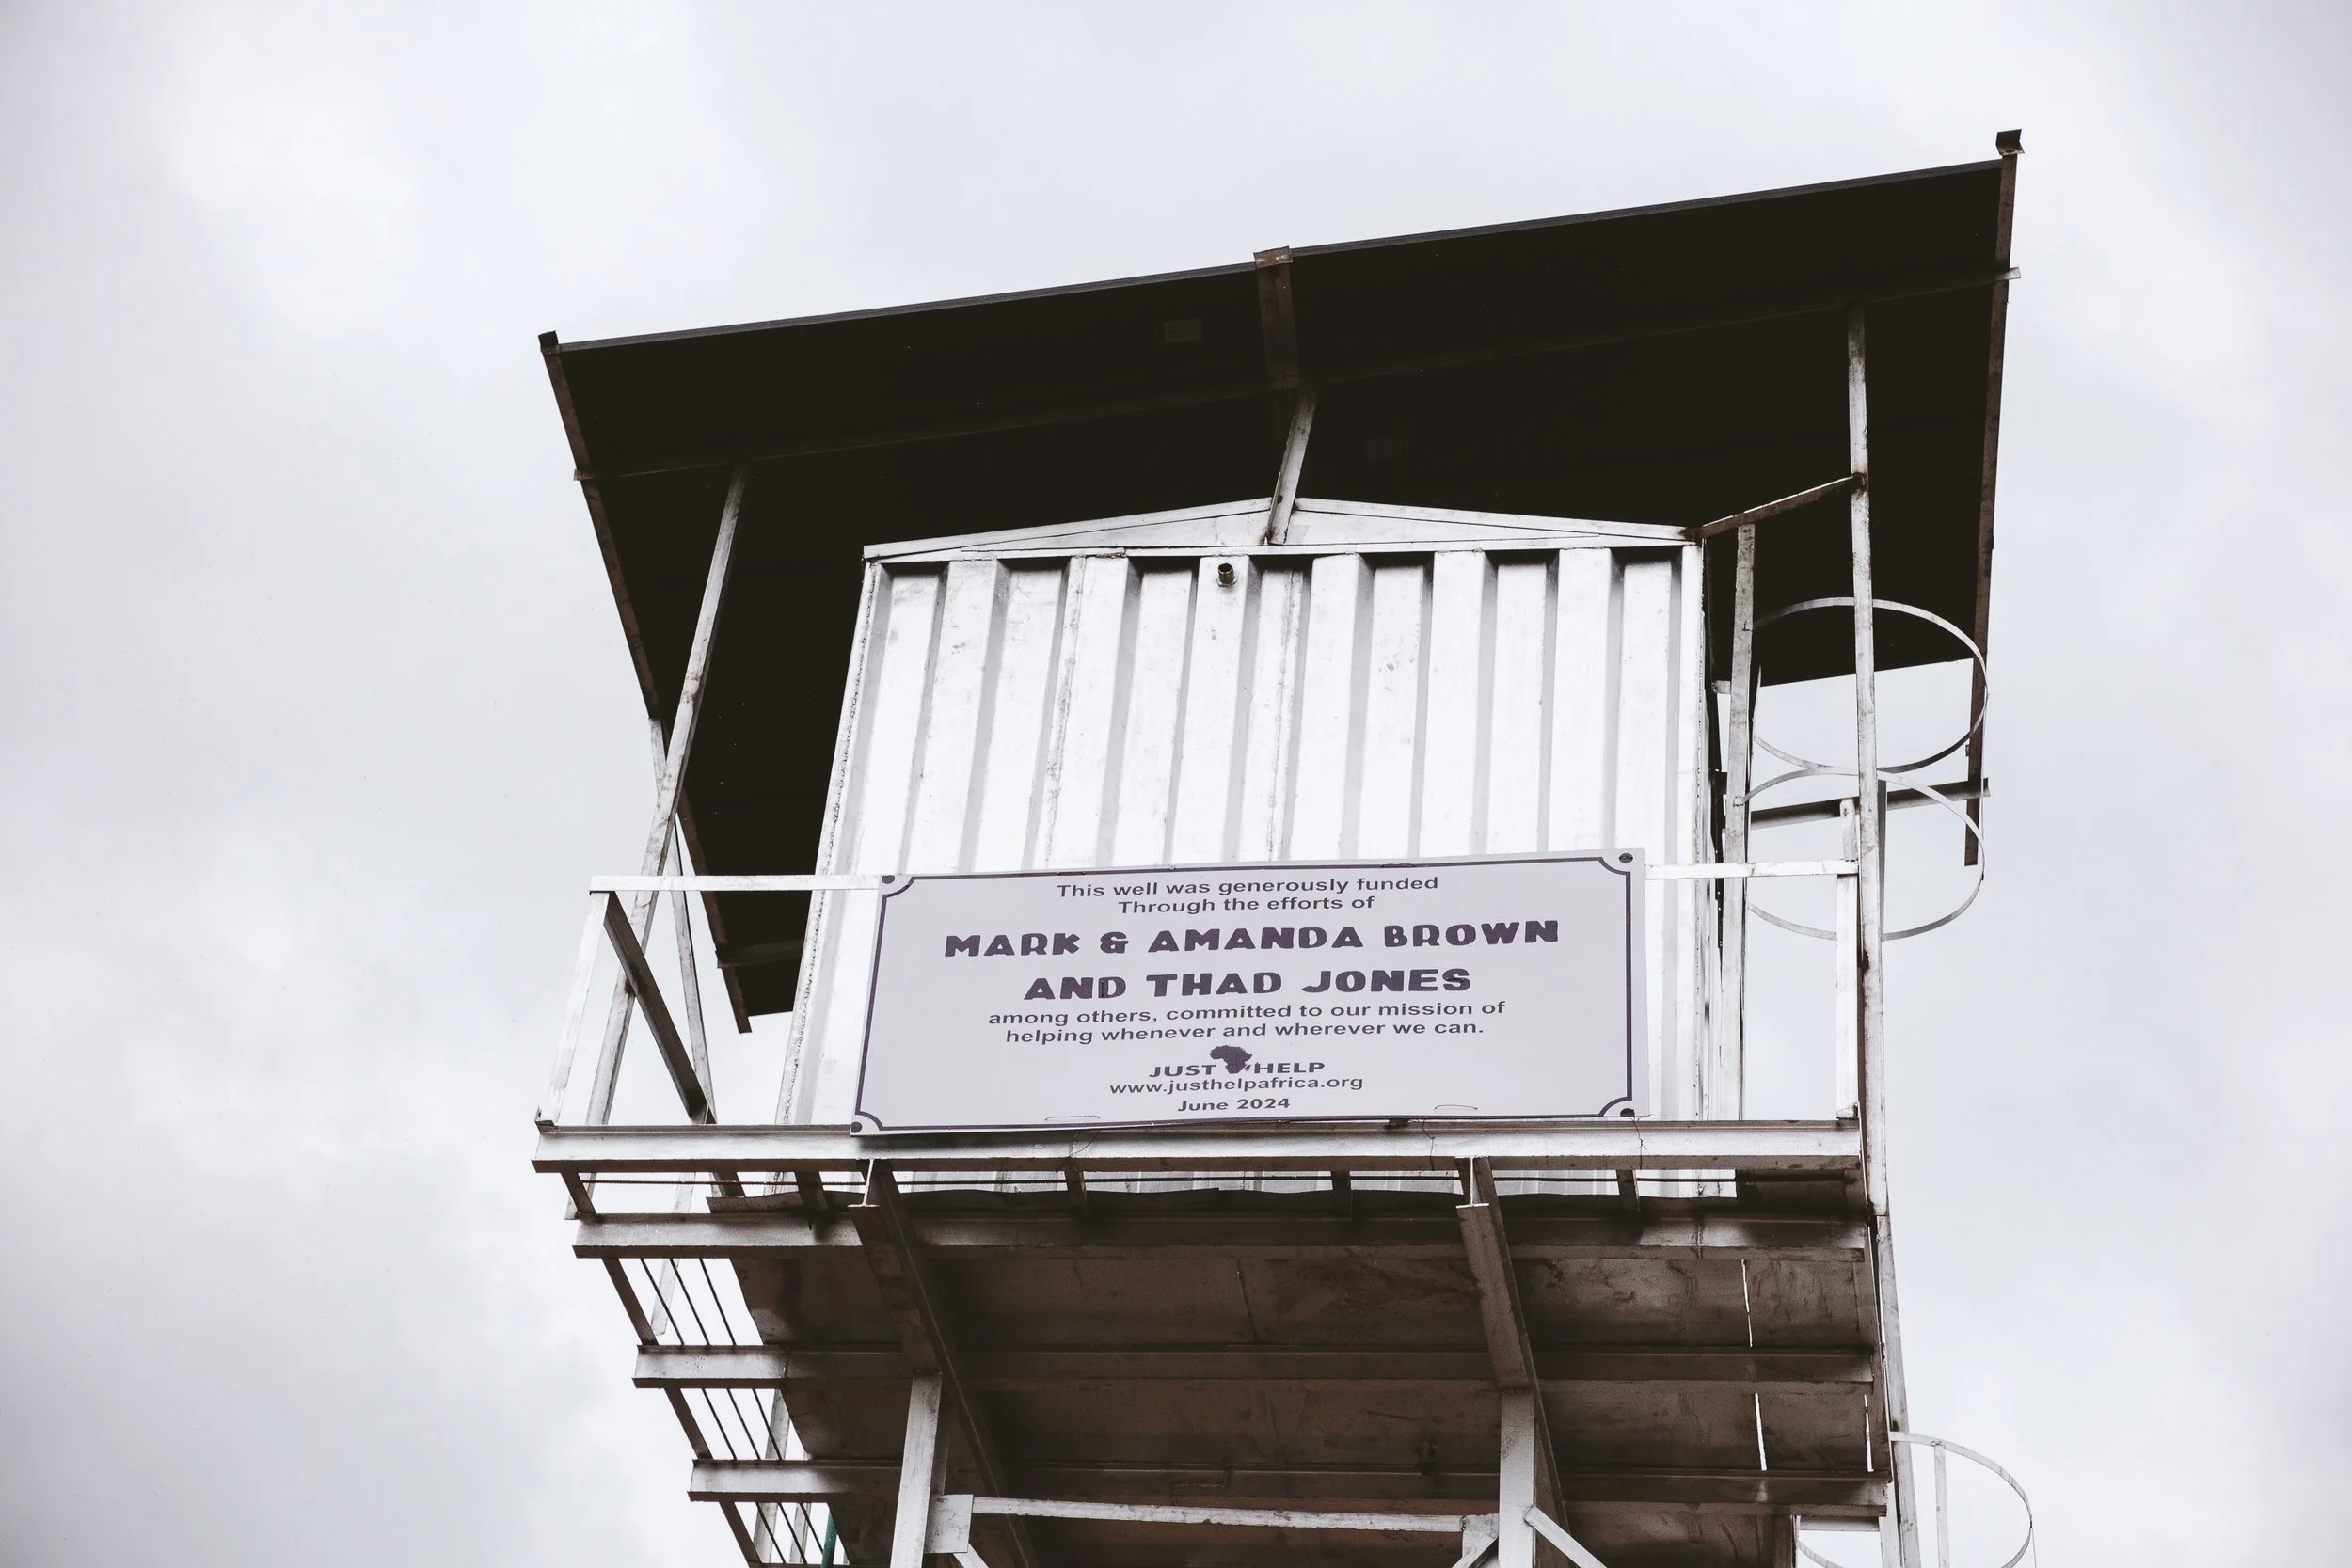 This well was generously funded
Through the efforts of
MARK & AMANDA BROWN
AND THAD JONES
among others, committed to our mission of
helping whenever and wherever we can.
JUST HELP
www.justhelpafrica.org
June 2024